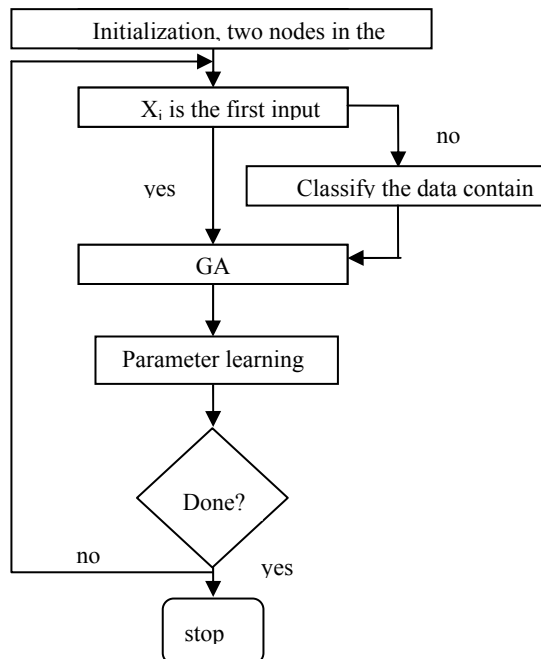 Initialization, two nodes in the
Xᵢ is the first input
no
yes
Classify the data contain
GA
Parameter learning
Done?
no
yes
stop